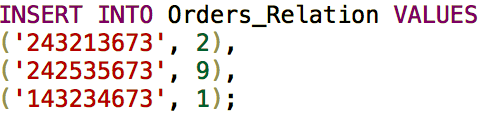 INSERT INTO Orders_Relation VALUES
('243213673', 2),
('242535673', 9),
('143234673', 1);